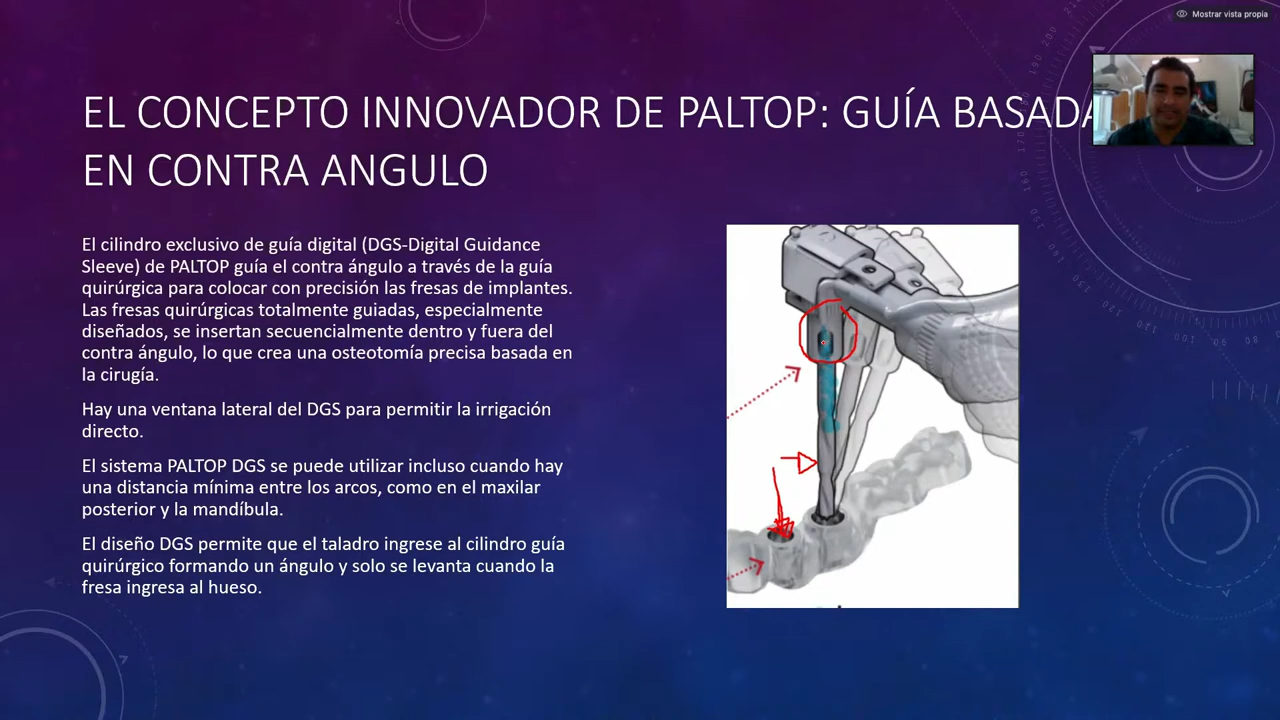 Mostrar vista propia
EL CONCEPTO INNOVADOR DE PALTOP: GUÍA BASADA
EN CONTRA ANGULO
El cilindro exclusivo de guía digital (DGS-Digital Guidance
Sleeve) de PALTOP guía el contra ángulo a través de la guía
quirúrgica para colocar con precisión las fresas de implantes.
Las fresas quirúrgicas totalmente guiadas, especialmente
diseñados, se insertan secuencialmente dentro y fuera del
contra ángulo, lo que crea una osteotomía precisa basada en
la cirugía.
Hay una ventana lateral del DGS para permitir la irrigación
directo.
El sistema PALTOP DGS se puede utilizar incluso cuando hay
una distancia mínima entre los arcos, como en el maxilar
posterior y la mandíbula.
El diseño DGS permite que el taladro ingrese al cilindro guía
quirúrgico formando un ángulo y solo se levanta cuando la
fresa ingresa al hueso.